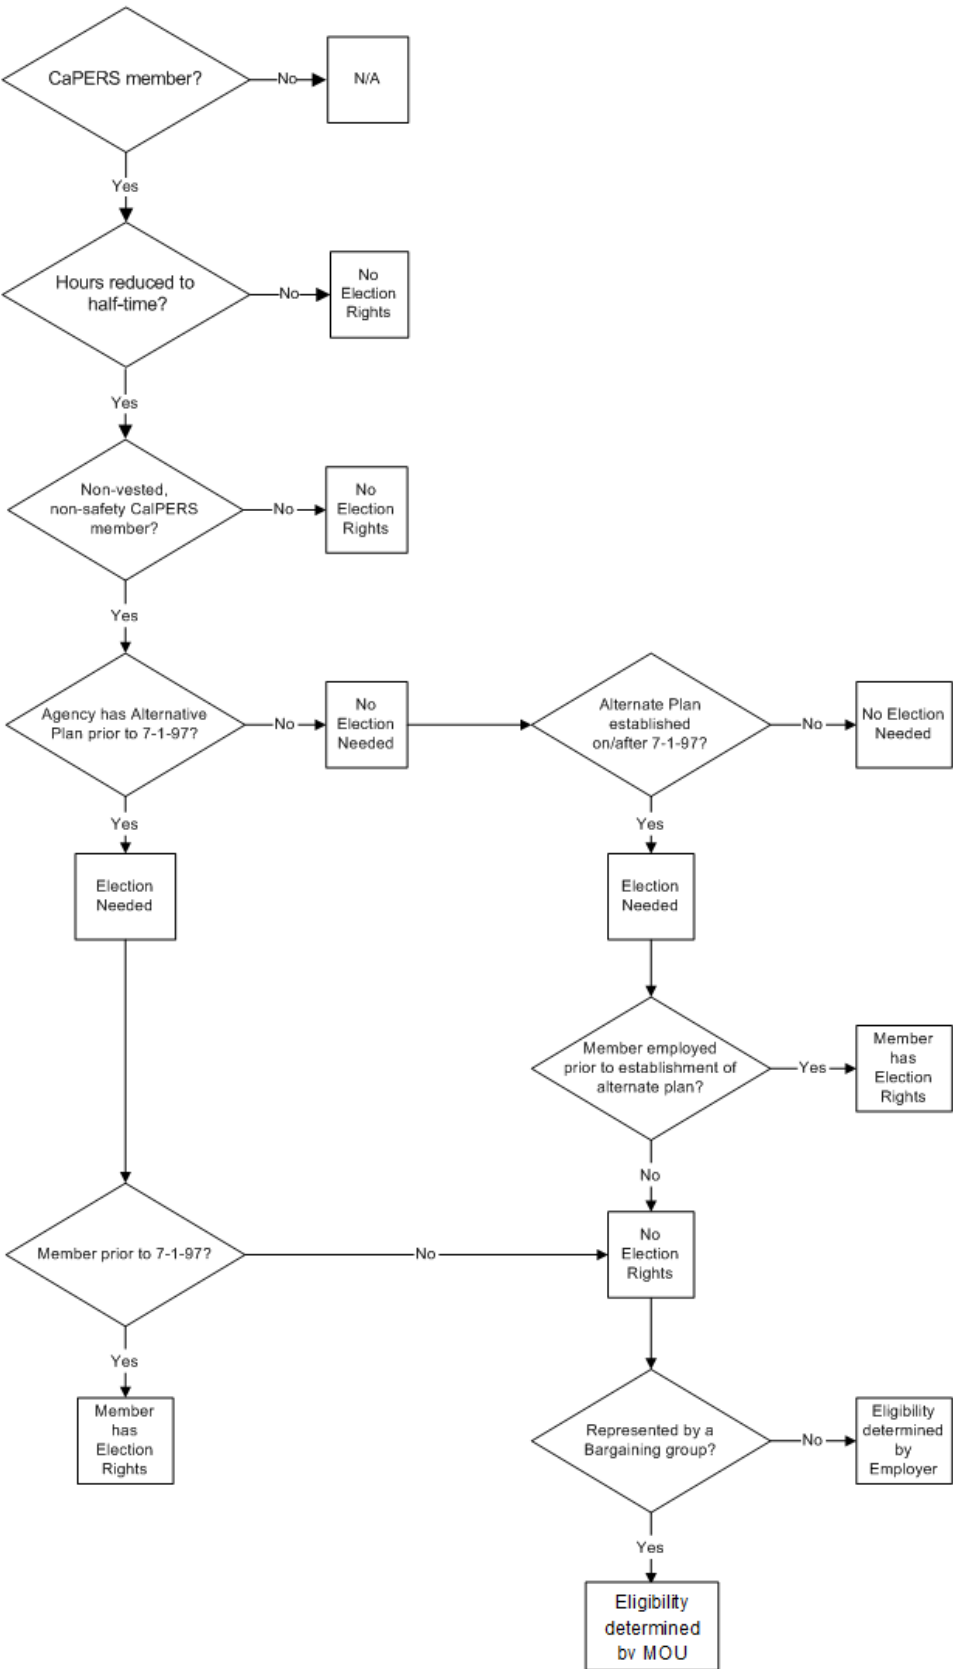 CaPERS member?
No
N/A
Yes
Hours reduced to
half-time?
No
No
Election
Rights
Yes
Non-vested,
non-safety CalPERS
member?
No
No
Election
Rights
Yes
Agency has Alternative
Plan prior to 7-1-97?
No
No
Election
Needed
Alternate Plan
established
on/after 7-1-97?
No
No Election
Needed
Yes
Election
Needed
Yes
Election
Needed
Member employed
prior to establishment of
alternate plan?
Yes
Member
has
Election
Rights
No
Member prior to 7-1-97?
No
No
Election
Rights
Yes
Member
has
Election
Rights
Represented by a
Bargaining group?
No
Eligibility
determined
by
Employer
Yes
Eligibility
determined
by MOU